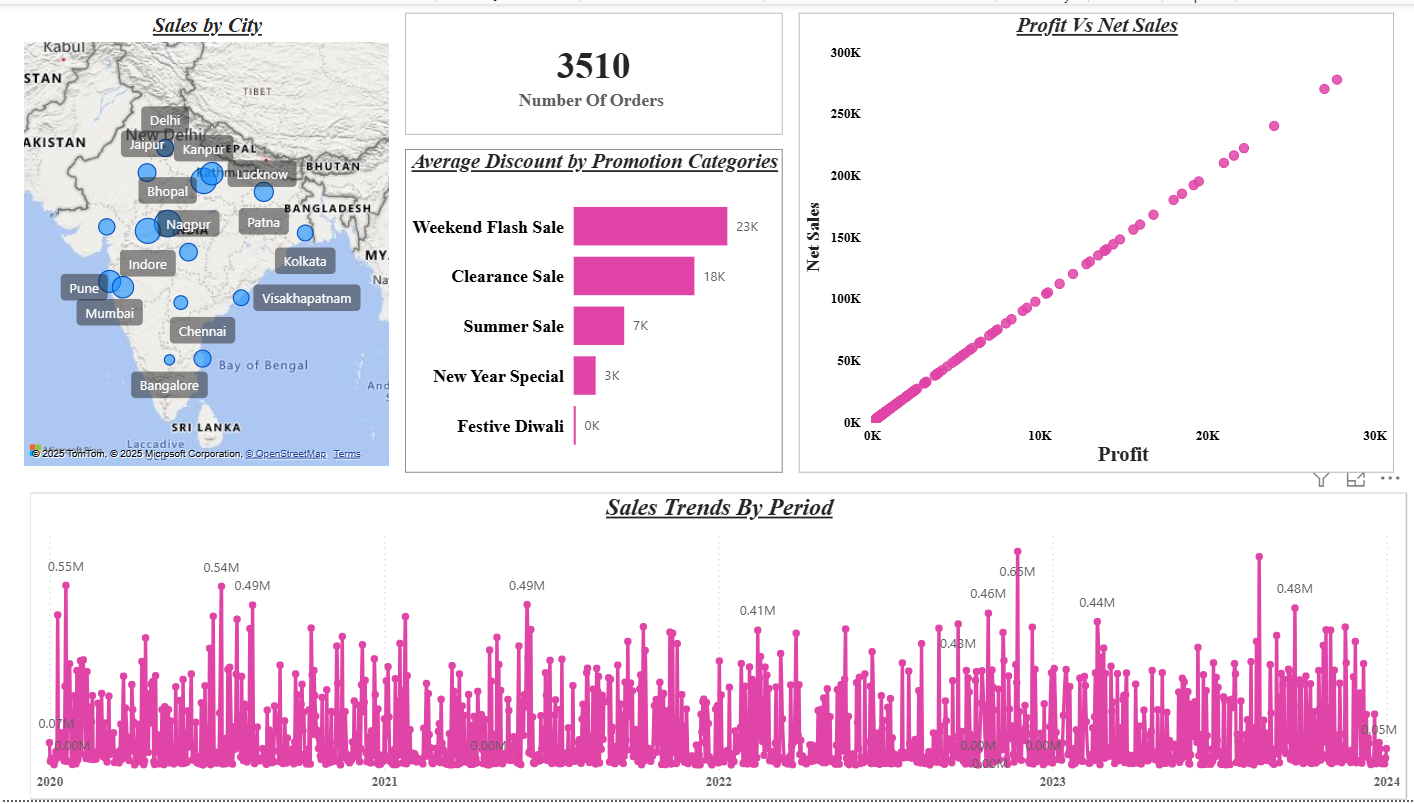 Sales by City
Kabul
STAN
TIBET
Delhi
New Delhi
AKISTAN
Jaipur
Kanpur
EPAL
BHUTAN
Lucknow
Bhopal
BANGLADESH
Nagpur
Patna
Indore
Kolkata
MY
Na
Pune
Visakhapatnam
Mumbai
Chennai
Bay of Bengal
Bangalore
And
SRI LANKA
Laccadive
© 2025 TomTom, © 2025 Microsoft Corporation, © OpenStreetMap Terms
3510
Number Of Orders
Average Discount by Promotion Categories
Weekend Flash Sale 23K
Clearance Sale 18K
Summer Sale 7K
New Year Special 3K
Festive Diwali 0K
Profit Vs Net Sales
300K
250K
200K
150K
100K
50K
0K
Net Sales
0K 10K 20K 30K
Profit
Sales Trends By Period
0.55M 0.54M 0.49M 0.49M 0.41M 0.46M 0.65M 0.44M 0.48M
0.43M
0.07M 0.05M
0.00M 0.00M 0.00M 0.00M
0.00M
2020 2021 2022 2023 2024